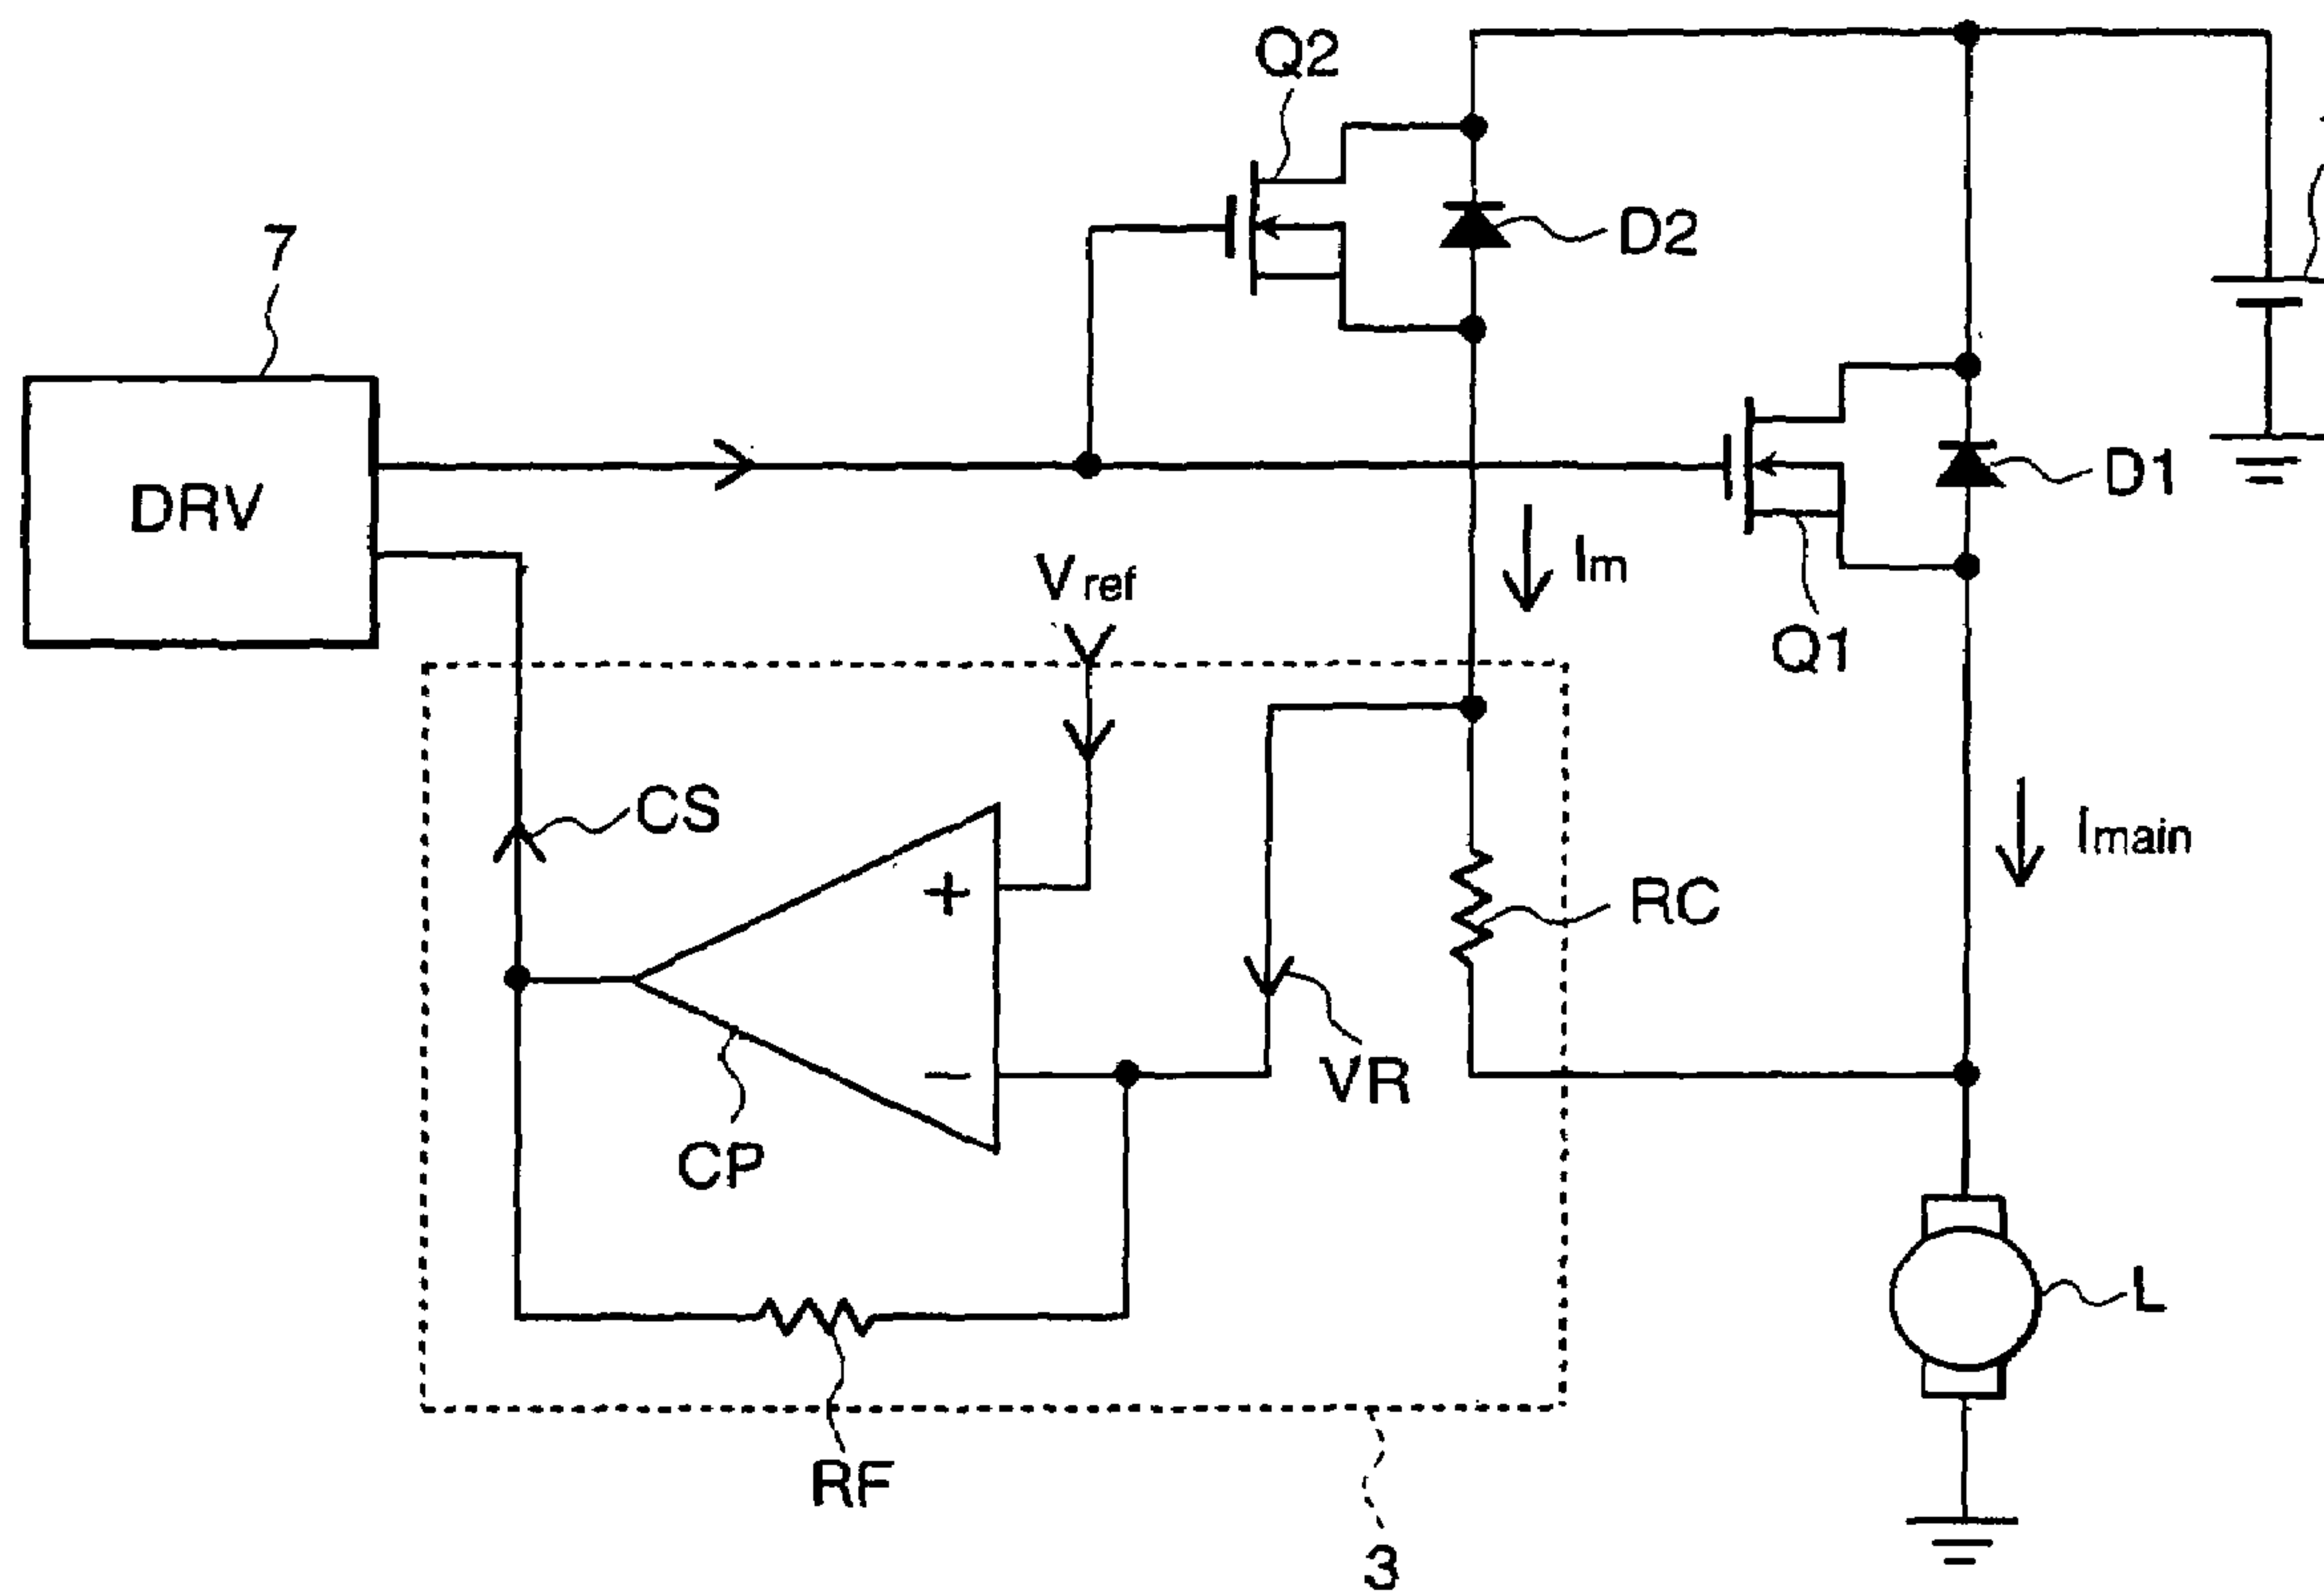 Q2
7
D2
DRV
D1
Vref
Im
Q1
CS
+
Imain
RC
−
VR
CP
L
RF
3